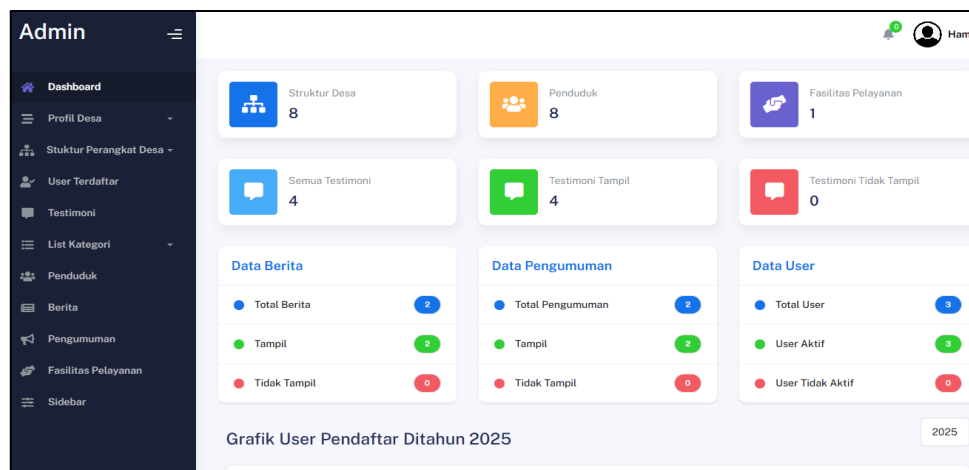 Admin
0
Ham
Dashboard
Profil Desa
Stuktur Perangkat Desa
User Terdaftar
Testimoni
List Kategori
Penduduk
Berita
Pengumuman
Fasilitas Pelayanan
Sidebar
Struktur Desa
8
Penduduk
8
Fasilitas Pelayanan
1
Semua Testimoni
4
Testimoni Tampil
4
Testimoni Tidak Tampil
0
Data Berita
Total Berita 2
Tampil 2
Tidak Tampil 0
Data Pengumuman
Total Pengumuman 2
Tampil 2
Tidak Tampil 0
Data User
Total User 3
User Aktif 3
User Tidak Aktif 0
Grafik User Pendaftar Ditahun 2025
2025